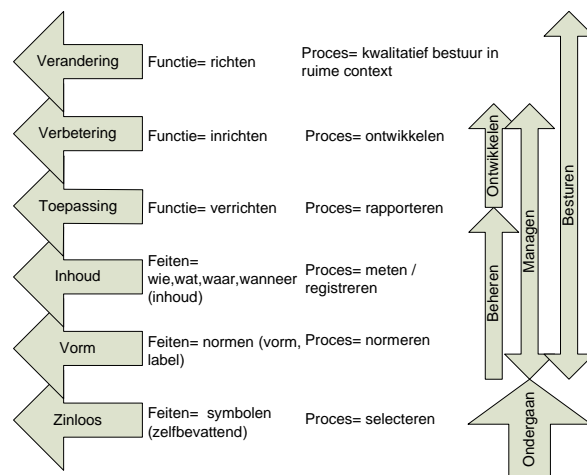 Verandering
Functie= richten
Proces= kwalitatief bestuur in
ruime context
Verbetering
Functie= inrichten
Proces= ontwikkelen
Toepassing
Functie= verrichten
Proces= rapporteren
Inhoud
Feiten=
wie,wat,waar,wanneer
(inhoud)
Proces= meten /
registreren
Vorm
Feiten= normen (vorm,
label)
Proces= normeren
Zinloos
Feiten= symbolen
(zelfbevattend)
Proces= selecteren
Ontwikkelen
Beheren
Managen
Besturen
Ondergaan